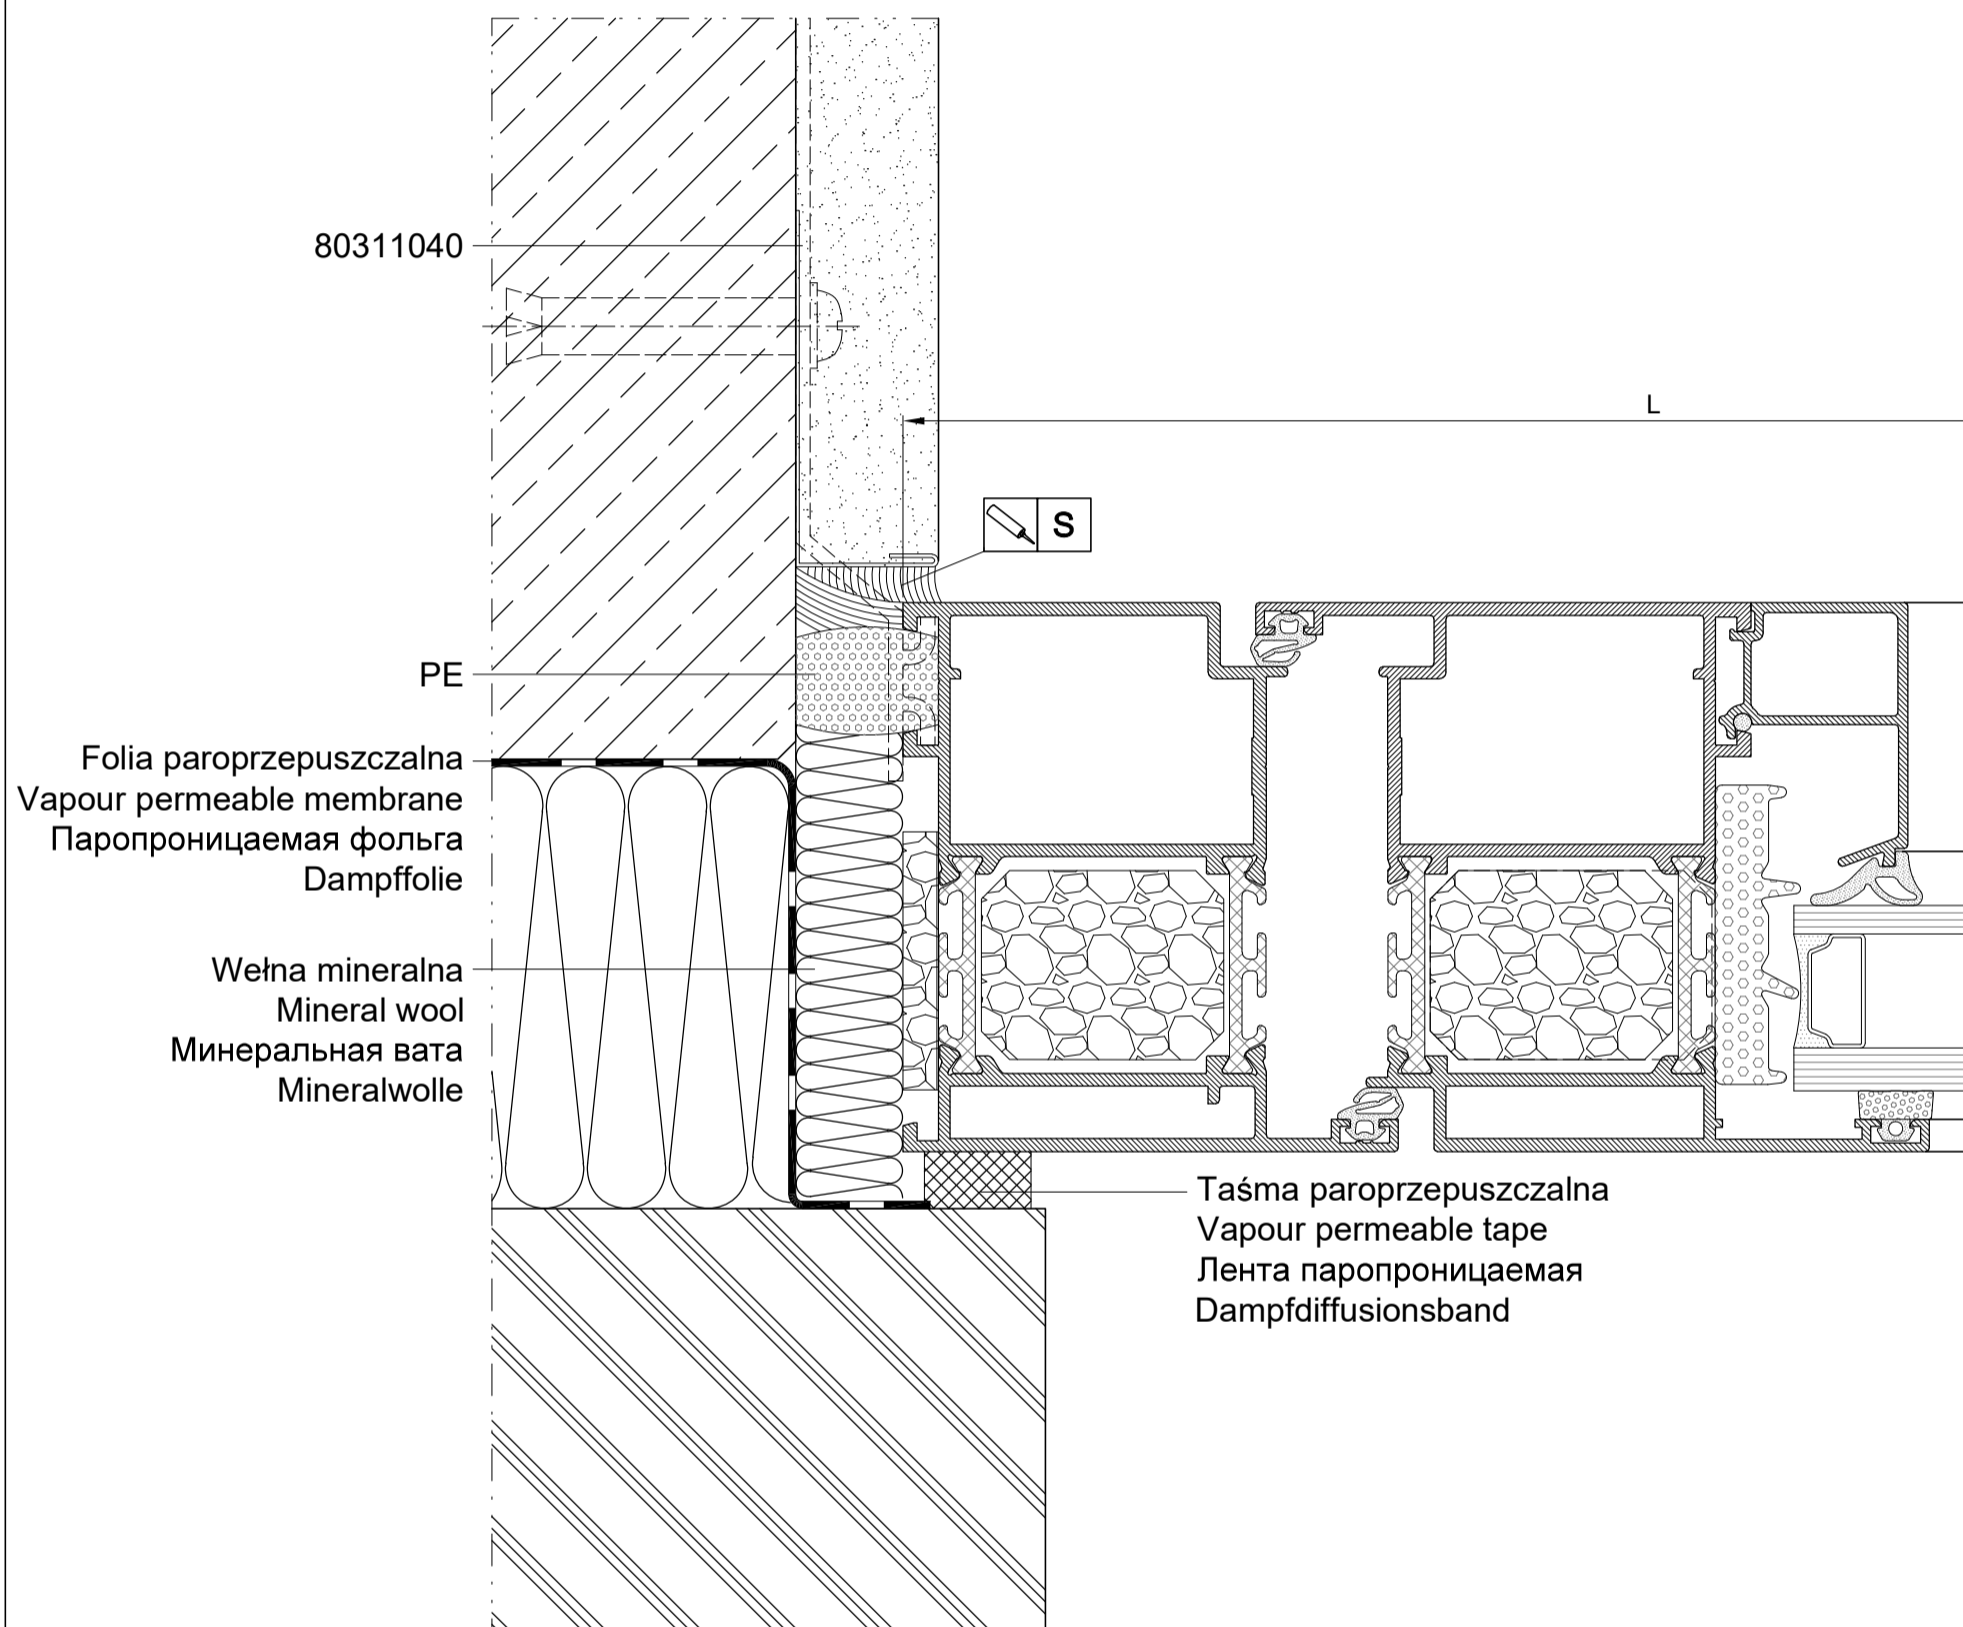 80311040
L
S
PE
Folia paroprzepuszczalna
Vapour permeable membrane
Паропроницаемая фольга
Dampffolie
Wełna mineralna
Mineral wool
Минеральная вата
Mineralwolle
Taśma paroprzepuszczalna
Vapour permeable tape
Лента паропроницаемая
Dampfdiffusionsband